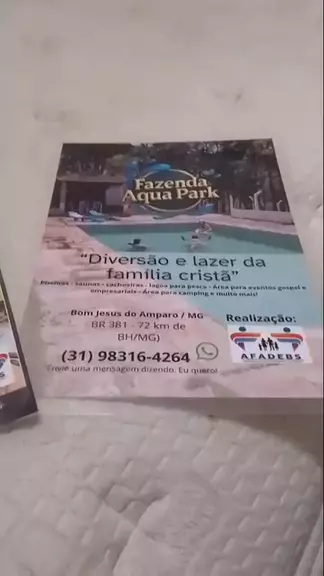 Fazenda
Aqua Park
"Diversão e lazer da
família cristã"
Piscinas - saunas - cachoeiras - lagoa para pesca - Área para eventos gospel e
empresariais - Área para camping e muito mais!
Bom Jesus do Amparo / MG
BR 381 - 72 km de
BH/MG)
(31) 98316-4264
Envie uma mensagem dizendo: Eu quero!
Realização:
AFADEBS